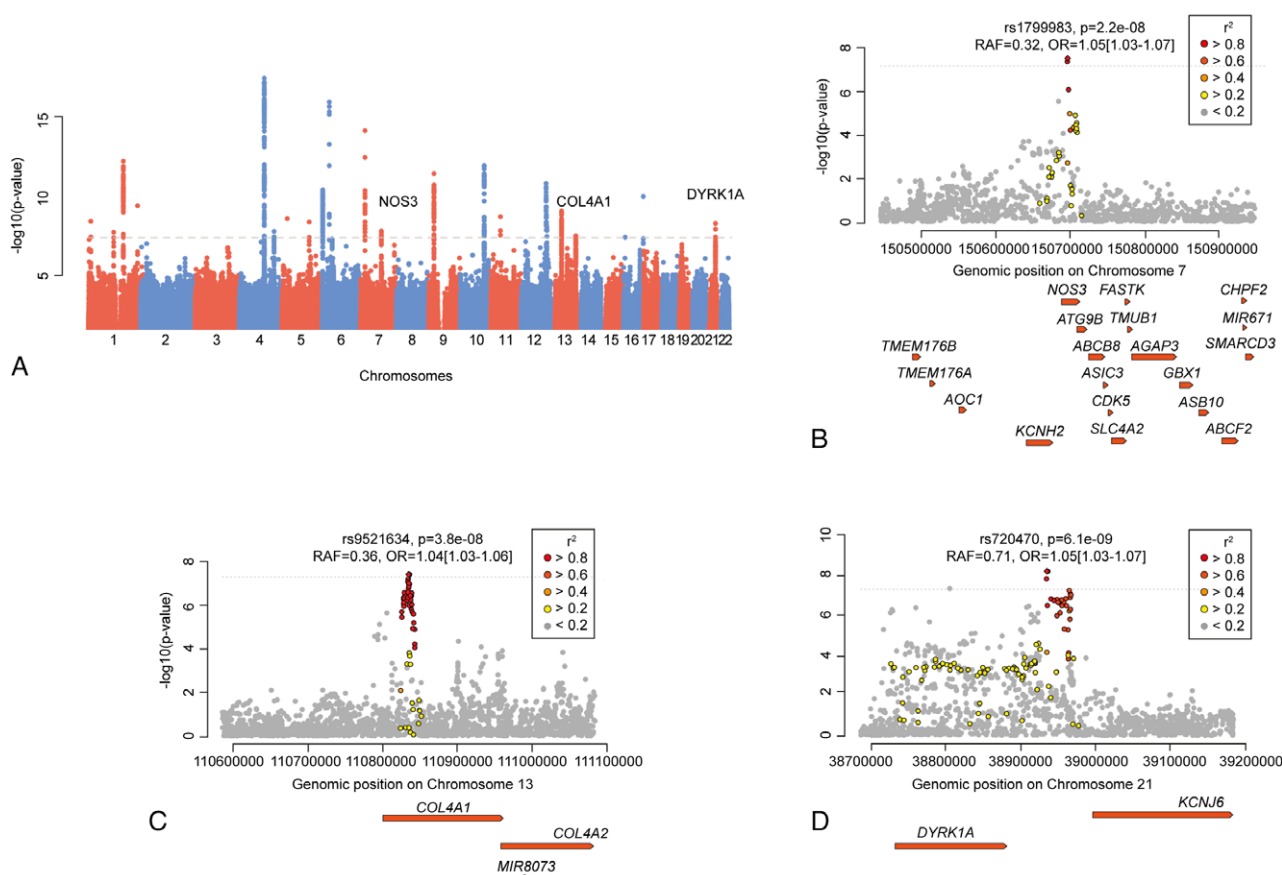 15
10
5
-log10(p-value)
NOS3
COL4A1
DYRK1A
1 2 3 4 5 6 7 8 9 10 11 12 13 14 15 16 17 18 19 20 21 22
Chromosomes
A
rs1799983, p=2.2e-08
RAF=0.32, OR=1.05[1.03-1.07]
r²
> 0.8
> 0.6
> 0.4
> 0.2
< 0.2
8
6
4
2
0
-log10(p-value)
150500000 150600000 150700000 150800000 150900000
Genomic position on Chromosome 7
NOS3 FASTK CHPF2
ATG9B TMUB1 MIR671
TMEM176B ABCB8 AGAP3 SMARCD3
TMEM176A ASIC3 GBX1
AOC1 CDK5 ASB10
KCNH2 SLC4A2 ABCF2
B
rs9521634, p=3.8e-08
RAF=0.36, OR=1.04[1.03-1.06]
r²
> 0.8
> 0.6
> 0.4
> 0.2
< 0.2
8
6
4
2
0
-log10(p-value)
110600000 110700000 110800000 110900000 111000000 111100000
Genomic position on Chromosome 13
COL4A1
COL4A2
MIR8073
C
rs720470, p=6.1e-09
RAF=0.71, OR=1.05[1.03-1.07]
r²
> 0.8
> 0.6
> 0.4
> 0.2
< 0.2
10
8
6
4
2
0
-log10(p-value)
38700000 38800000 38900000 39000000 39100000 39200000
Genomic position on Chromosome 21
KCNJ6
DYRK1A
D